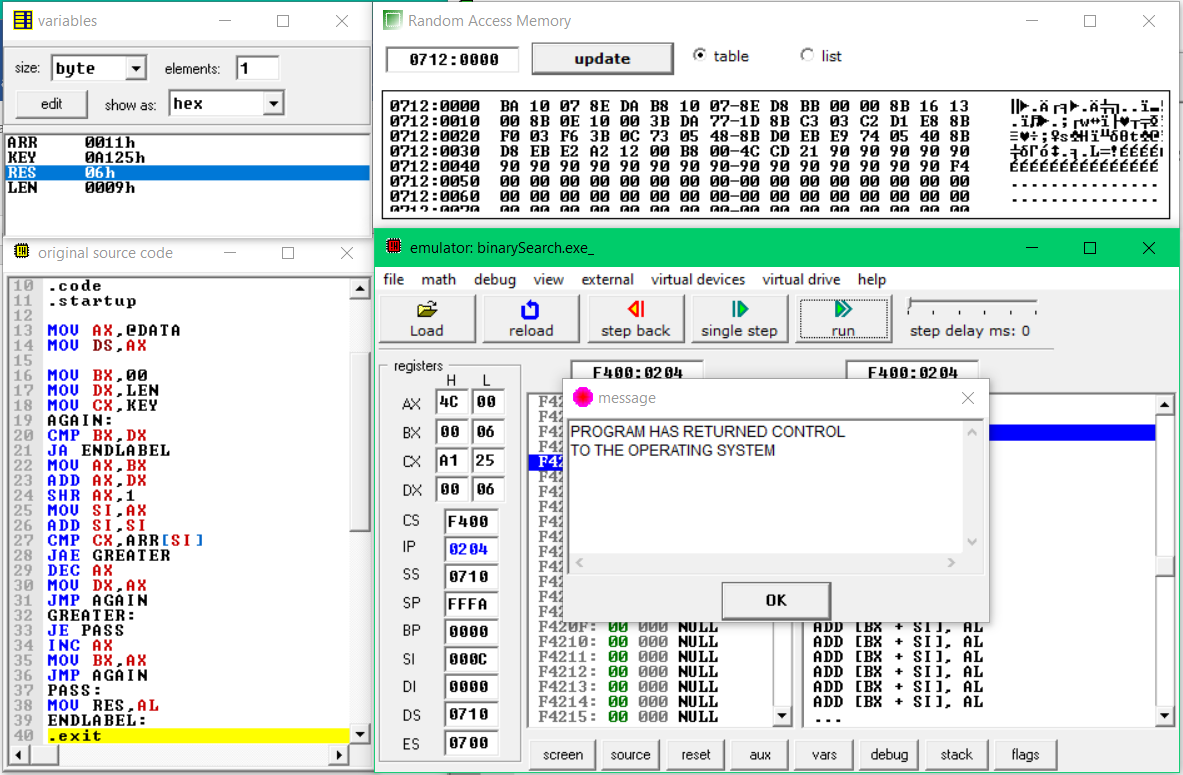 variables
size: byte elements: 1
edit show as: hex
ARR 0011h
KEY 0A125h
RES 06h
LEN 0009h
Random Access Memory
0712:0000 update table list
0712:0000 BA 10 07 8E DA B8 10 07-8E D8 BB 00 00 8B 16 13
0712:0010 00 8B 0E 10 00 3B DA 77-1D 8B C3 03 C2 D1 E8 8B
0712:0020 F0 03 F6 3B 0C 73 05 48-8B D0 EB E9 74 05 40 8B
0712:0030 D8 EB E2 A2 12 00 B8 00-4C CD 21 90 90 90 90 90
0712:0040 90 90 90 90 90 90 90 90-90 90 90 90 90 90 90 F4
0712:0050 00 00 00 00 00 00 00 00-00 00 00 00 00 00 00 00
0712:0060 00 00 00 00 00 00 00 00-00 00 00 00 00 00 00 00
0712:0070 00 00 00 00 00 00 00 00-00 00 00 00 00 00 00 00
original source code
10 .code
11 .startup
12
13 MOV AX,@DATA
14 MOV DS,AX
15
16 MOV BX,00
17 MOV DX,LEN
18 MOV CX,KEY
19 AGAIN:
20 CMP BX,DX
21 JA ENDLABEL
22 MOV AX,BX
23 ADD AX,DX
24 SHR AX,1
25 MOV SI,AX
26 ADD SI,SI
27 CMP CX,ARR[SI]
28 JAE GREATER
29 DEC AX
30 MOV DX,AX
31 JMP AGAIN
32 GREATER:
33 JE PASS
34 INC AX
35 MOV BX,AX
36 JMP AGAIN
37 PASS:
38 MOV RES,AL
39 ENDLABEL:
40 .exit
emulator: binarySearch.exe_
file math debug view external virtual devices virtual drive help
Load reload step back single step run step delay ms: 0
registers F400:0204 F400:0204
H L
AX 4C 00
BX 00 06
CX A1 25
DX 00 06
CS F400
IP 0204
SS 0710
SP FFFA
BP 0000
SI 000C
DI 0000
DS 0710
ES 0700
message
PROGRAM HAS RETURNED CONTROL
TO THE OPERATING SYSTEM
OK
F420F: 00 000 NULL ADD [BX + SI], AL
F4210: 00 000 NULL ADD [BX + SI], AL
F4211: 00 000 NULL ADD [BX + SI], AL
F4212: 00 000 NULL ADD [BX + SI], AL
F4213: 00 000 NULL ADD [BX + SI], AL
F4214: 00 000 NULL ADD [BX + SI], AL
F4215: 00 000 NULL ...
screen source reset aux vars debug stack flags